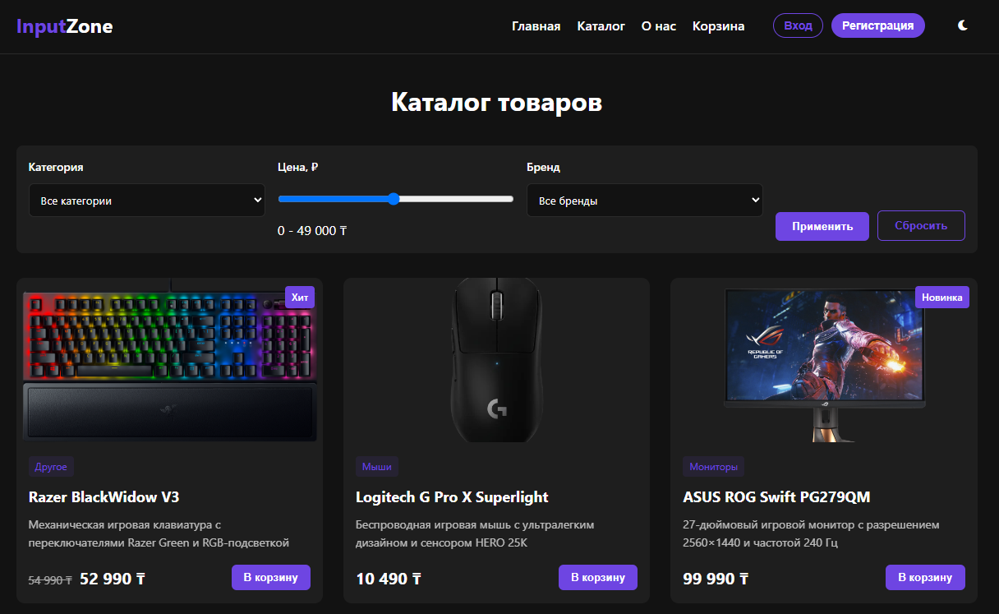 InputZone
Главная
Каталог
О нас
Корзина
Вход
Регистрация
Каталог товаров
Категория
Все категории
Цена, ₽
0 - 49 000 ₸
Бренд
Все бренды
Применить
Сбросить
Хит
Другое
Razer BlackWidow V3
Механическая игровая клавиатура с
переключателями Razer Green и RGB-подсветкой
54 990 ₸ 52 990 ₸
В корзину
G
Мыши
Logitech G Pro X Superlight
Беспроводная игровая мышь с ультралегким
дизайном и сенсором HERO 25K
10 490 ₸
В корзину
Новинка
REPUBLIC OF
GAMERS
Мониторы
ASUS ROG Swift PG279QM
27-дюймовый игровой монитор с разрешением
2560×1440 и частотой 240 Гц
99 990 ₸
В корзину